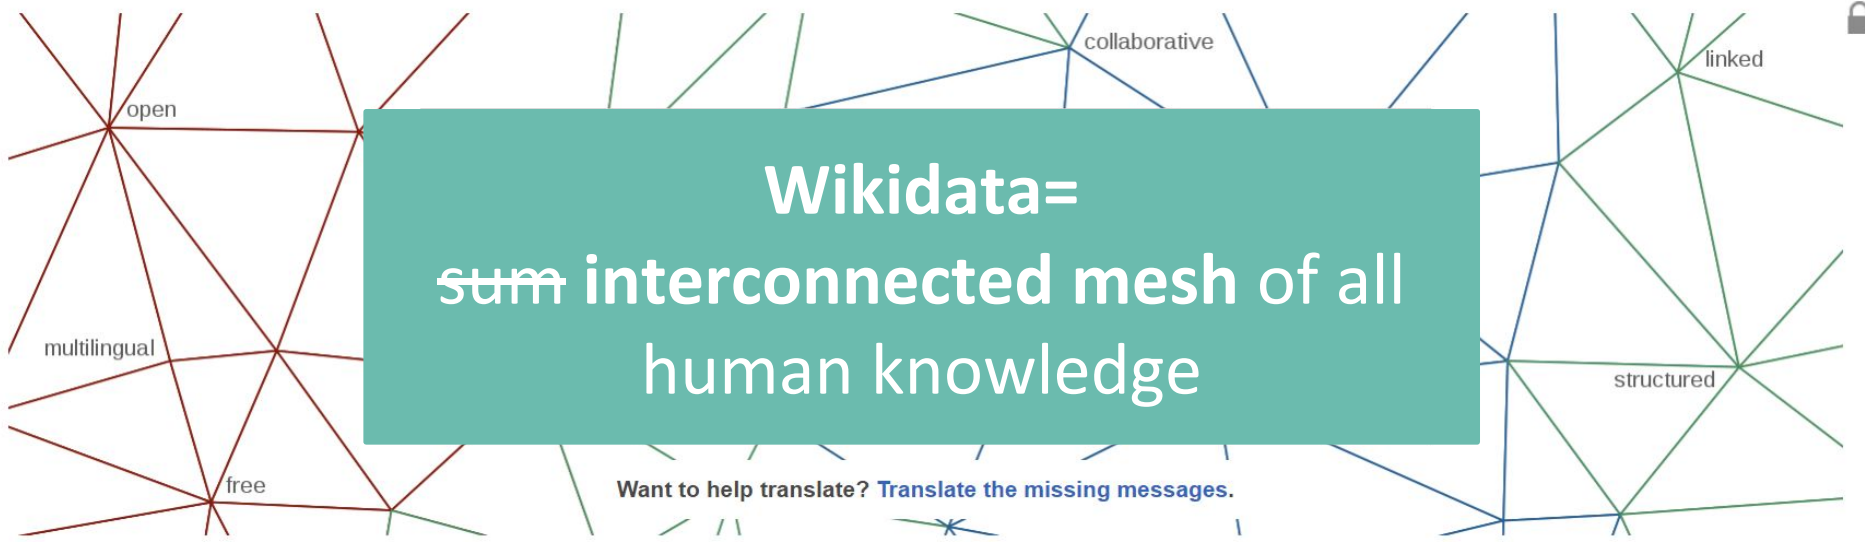 collaborative
linked
open
Wikidata=
sum interconnected mesh of all
human knowledge
multilingual
structured
free
Want to help translate? Translate the missing messages.